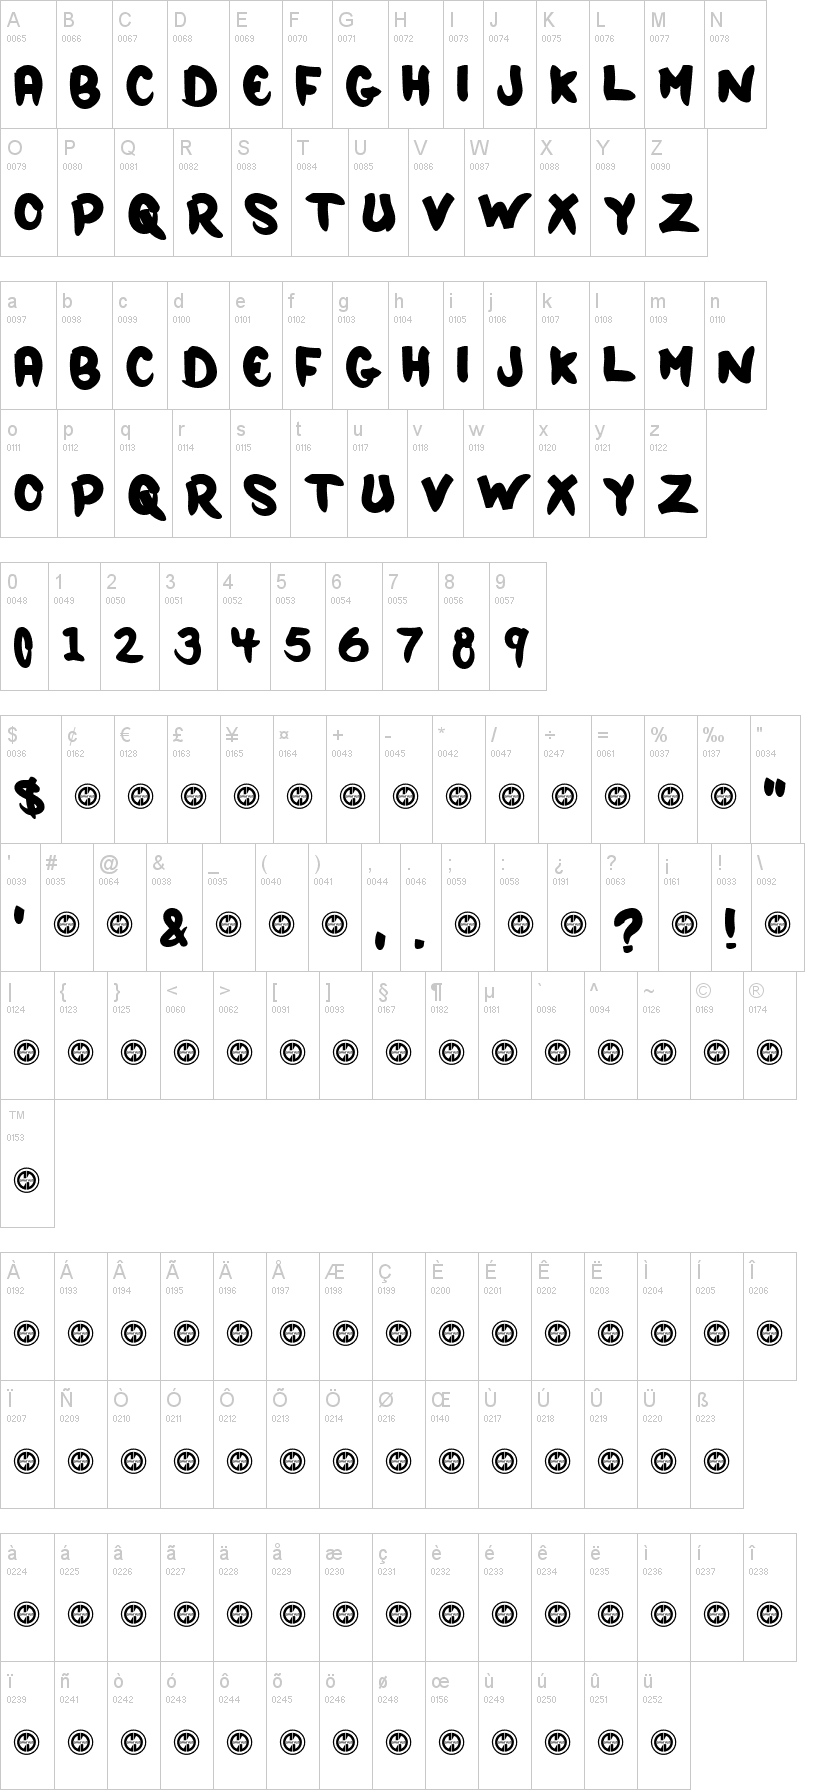 A B C D E F G H I J K L M N
0065 0066 0067 0068 0069 0070 0071 0072 0073 0074 0075 0076 0077 0078
A B C D E F G H I J K L M N
O P Q R S T U V W X Y Z
0079 0080 0081 0082 0083 0084 0085 0086 0087 0088 0089 0090
O P Q R S T U V W X Y Z
a b c d e f g h i j k l m n
0097 0098 0099 0100 0101 0102 0103 0104 0105 0106 0107 0108 0109 0110
A B C D E F G H I J K L M N
o p q r s t u v w x y z
0111 0112 0113 0114 0115 0116 0117 0118 0119 0120 0121 0122
O P Q R S T U V W X Y Z
0 1 2 3 4 5 6 7 8 9
0048 0049 0050 0051 0052 0053 0054 0055 0056 0057
0 1 2 3 4 5 6 7 8 9
$ ¢ € £ ¥ ¤ + - * / ÷ = % ‰ "
0036 0162 0128 0163 0165 0164 0043 0045 0042 0047 0247 0061 0037 0137 0034
$ "
' # @ & _ ( ) , . ; : ¿ ? ¡ ! \
0039 0035 0064 0038 0095 0040 0041 0044 0046 0059 0058 0191 0063 0161 0033 0092
' & , . ? !
| { } < > [ ] § ¶ µ ` ^ ~ © ®
0124 0123 0125 0060 0062 0091 0093 0167 0182 0181 0096 0094 0126 0169 0174
™
0153
À Á Â Ã Ä Å Æ Ç È É Ê Ë Ì Í Î
0192 0193 0194 0195 0196 0197 0198 0199 0200 0201 0202 0203 0204 0205 0206
Ï Ñ Ò Ó Ô Õ Ö Ø Œ Ù Ú Û Ü ß
0207 0209 0210 0211 0212 0213 0214 0216 0140 0217 0218 0219 0220 0223
à á â ã ä å æ ç è é ê ë ì í î
0224 0225 0226 0227 0228 0229 0230 0231 0232 0233 0234 0235 0236 0237 0238
ï ñ ò ó ô õ ö ø œ ù ú û ü
0239 0241 0242 0243 0244 0245 0246 0248 0156 0249 0250 0251 0252